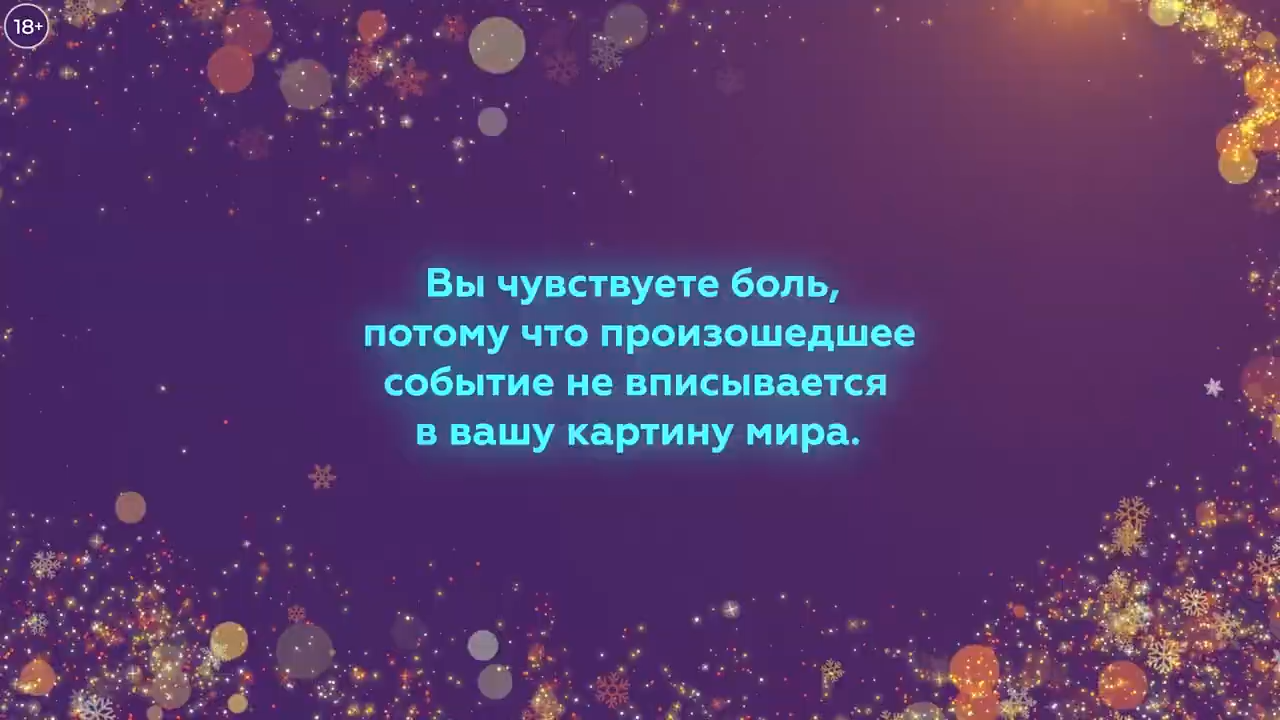 18+
Вы чувствуете боль,
потому что произошедшее
событие не вписывается
в вашу картину мира.